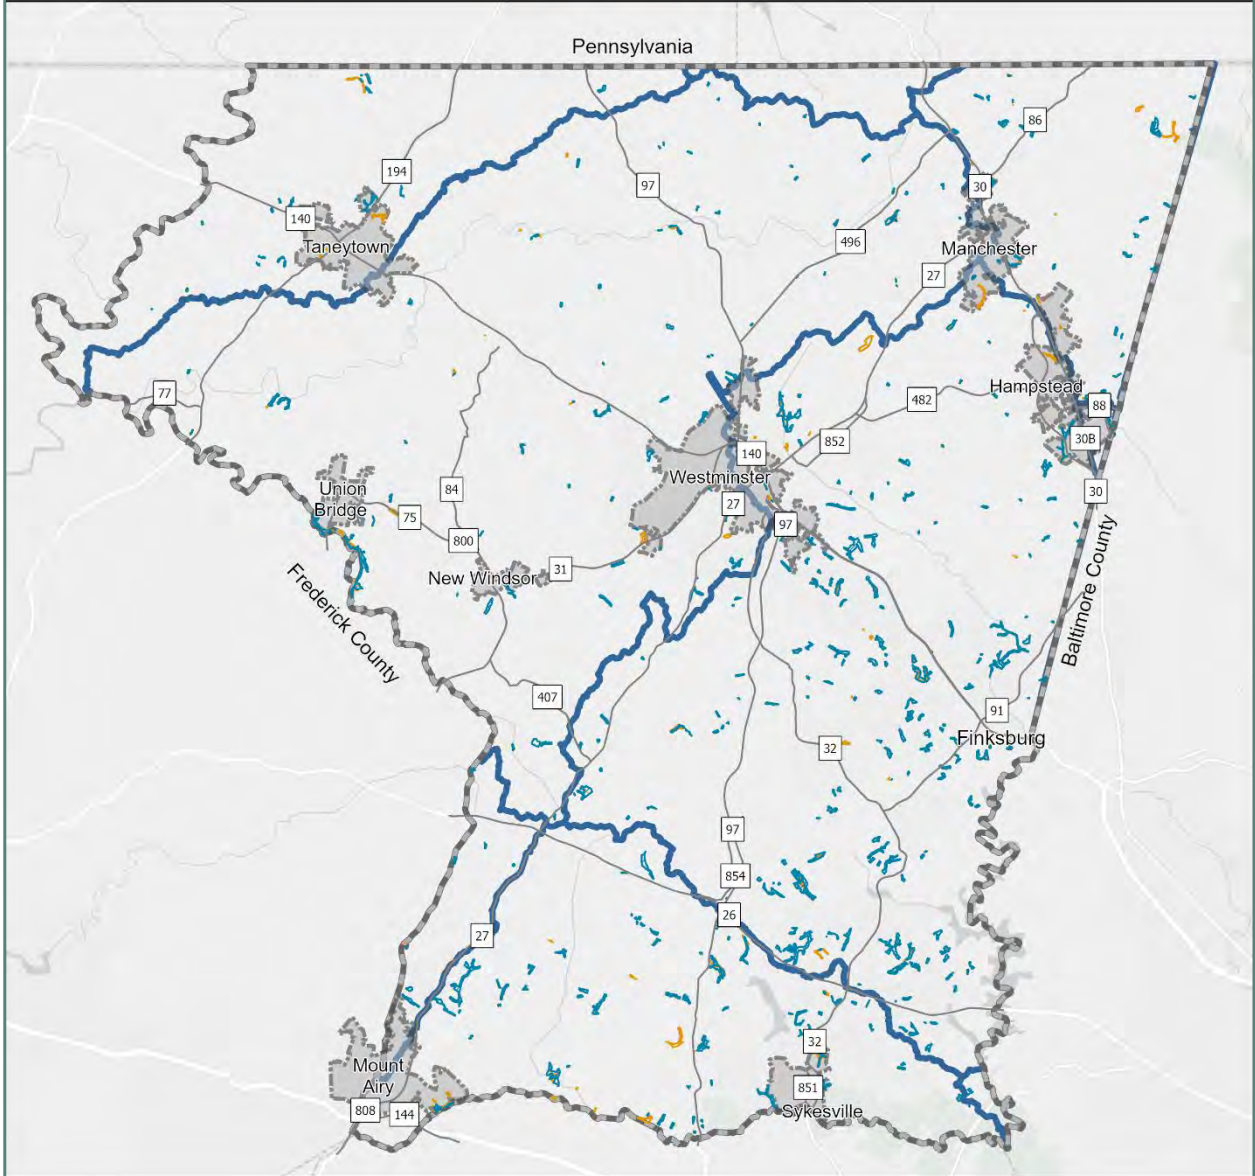 Pennsylvania
86
194
97
30
140
Taneytown
496
Manchester
27
77
Hampstead
482
88
852
30B
140
Westminster
Union
Bridge
84
27
30
75
97
800
New Windsor
31
Frederick County
Baltimore County
407
91
32
Finksburg
97
854
26
27
32
Mount
Airy
851
808
144
Sykesville